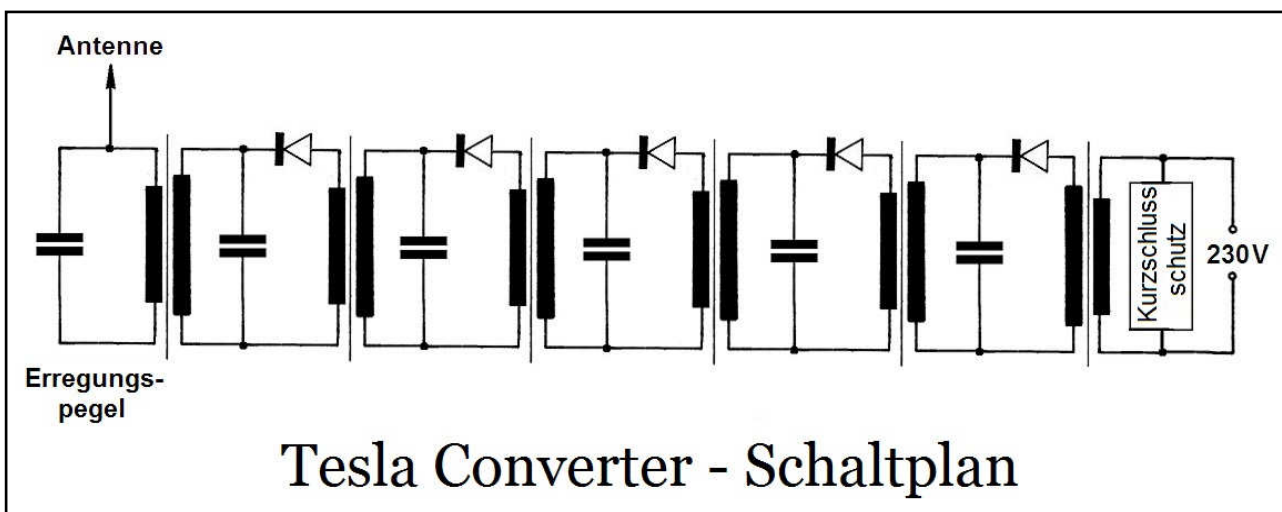 Antenne
Kurzschluss
schutz
230V
Erregungs-
pegel
Tesla Converter - Schaltplan